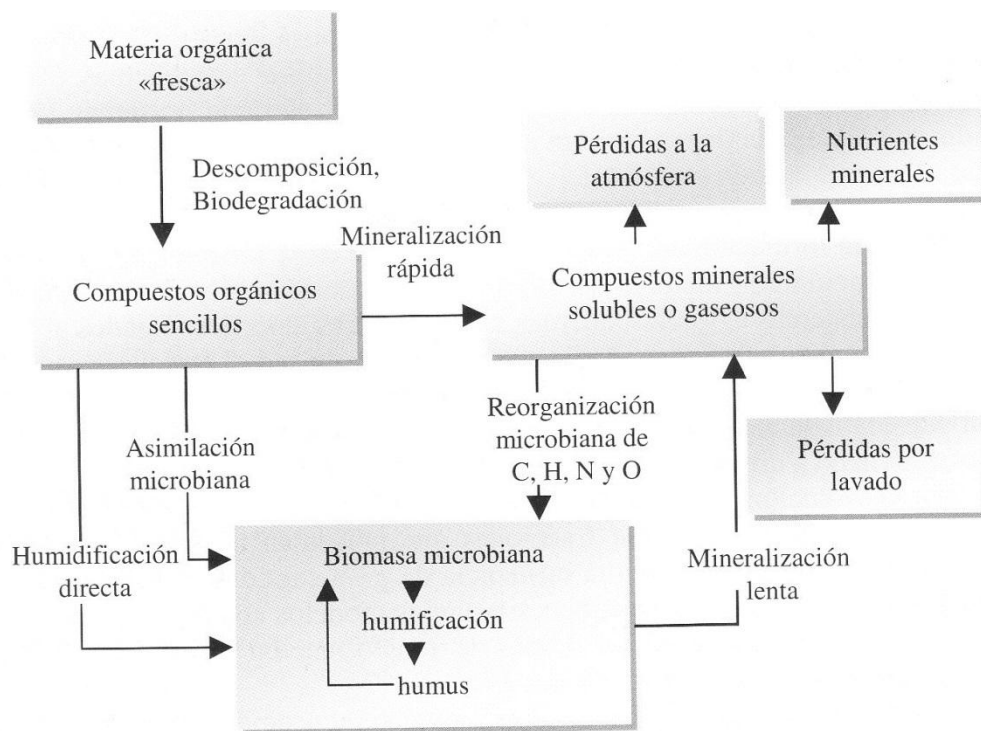 Materia orgánica
«fresca»
Descomposición,
Biodegradación
Pérdidas a la
atmósfera
Nutrientes
minerales
Mineralización
rápida
Compuestos orgánicos
sencillos
Compuestos minerales
solubles o gaseosos
Asimilación
microbiana
Reorganización
microbiana de
C, H, N y O
Pérdidas por
lavado
Humidificación
directa
Biomasa microbiana
humificación
humus
Mineralización
lenta